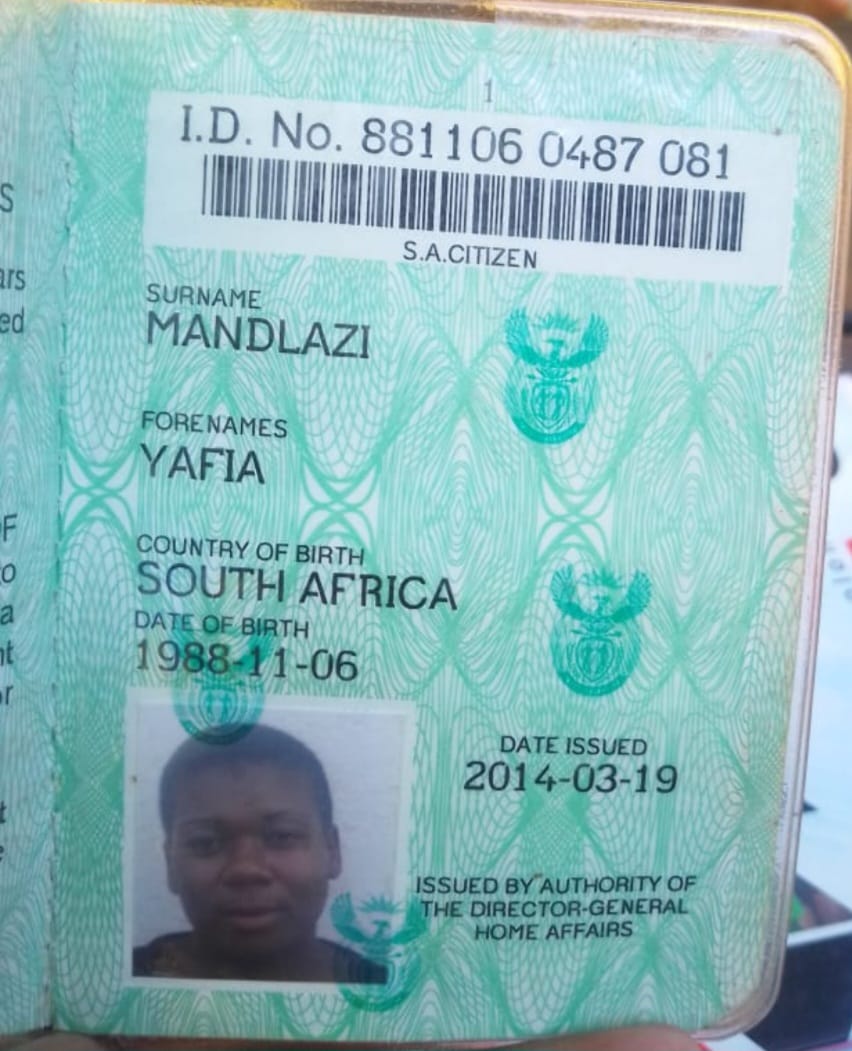 1
I.D. No. 881106 0487 081
S.A.CITIZEN
SURNAME
MANDLAZI
FORENAMES
YAFIA
COUNTRY OF BIRTH
SOUTH AFRICA
DATE OF BIRTH
1988-11-06
DATE ISSUED
2014-03-19
ISSUED BY AUTHORITY OF
THE DIRECTOR-GENERAL
HOME AFFAIRS